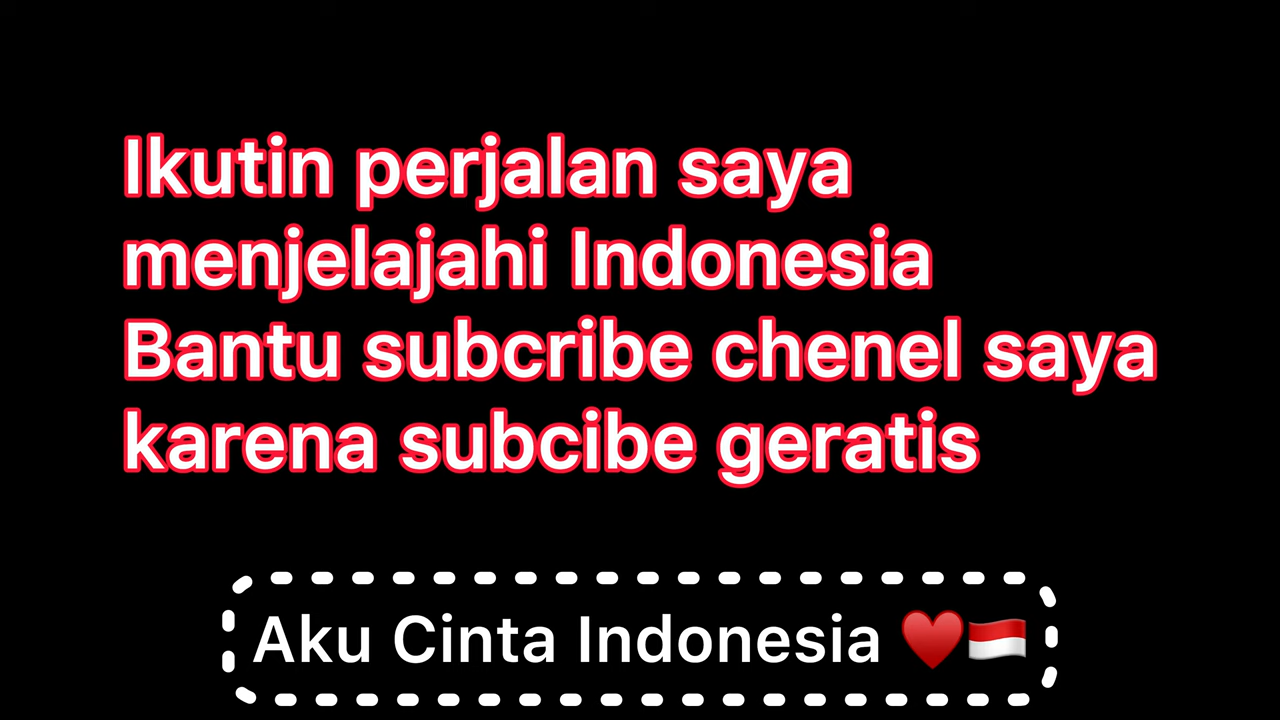 Ikutin perjalan saya
menjelajahi Indonesia
Bantu subcribe chenel saya
karena subcibe geratis
Aku Cinta Indonesia ♥️🇮🇩